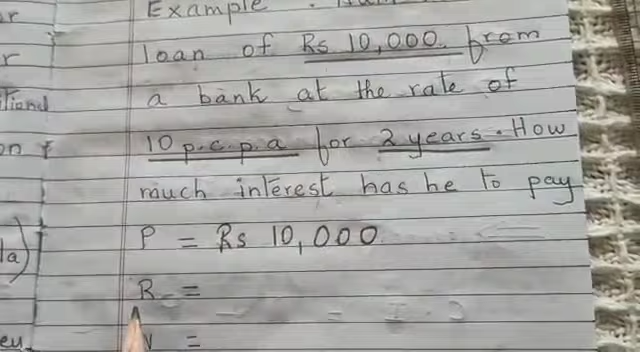 Example
loan of Rs 10,000 from
a bank at the rate of
10 p.c.p.a for 2 years. How
much interest has he to pay
P = Rs 10,000
R =
N =